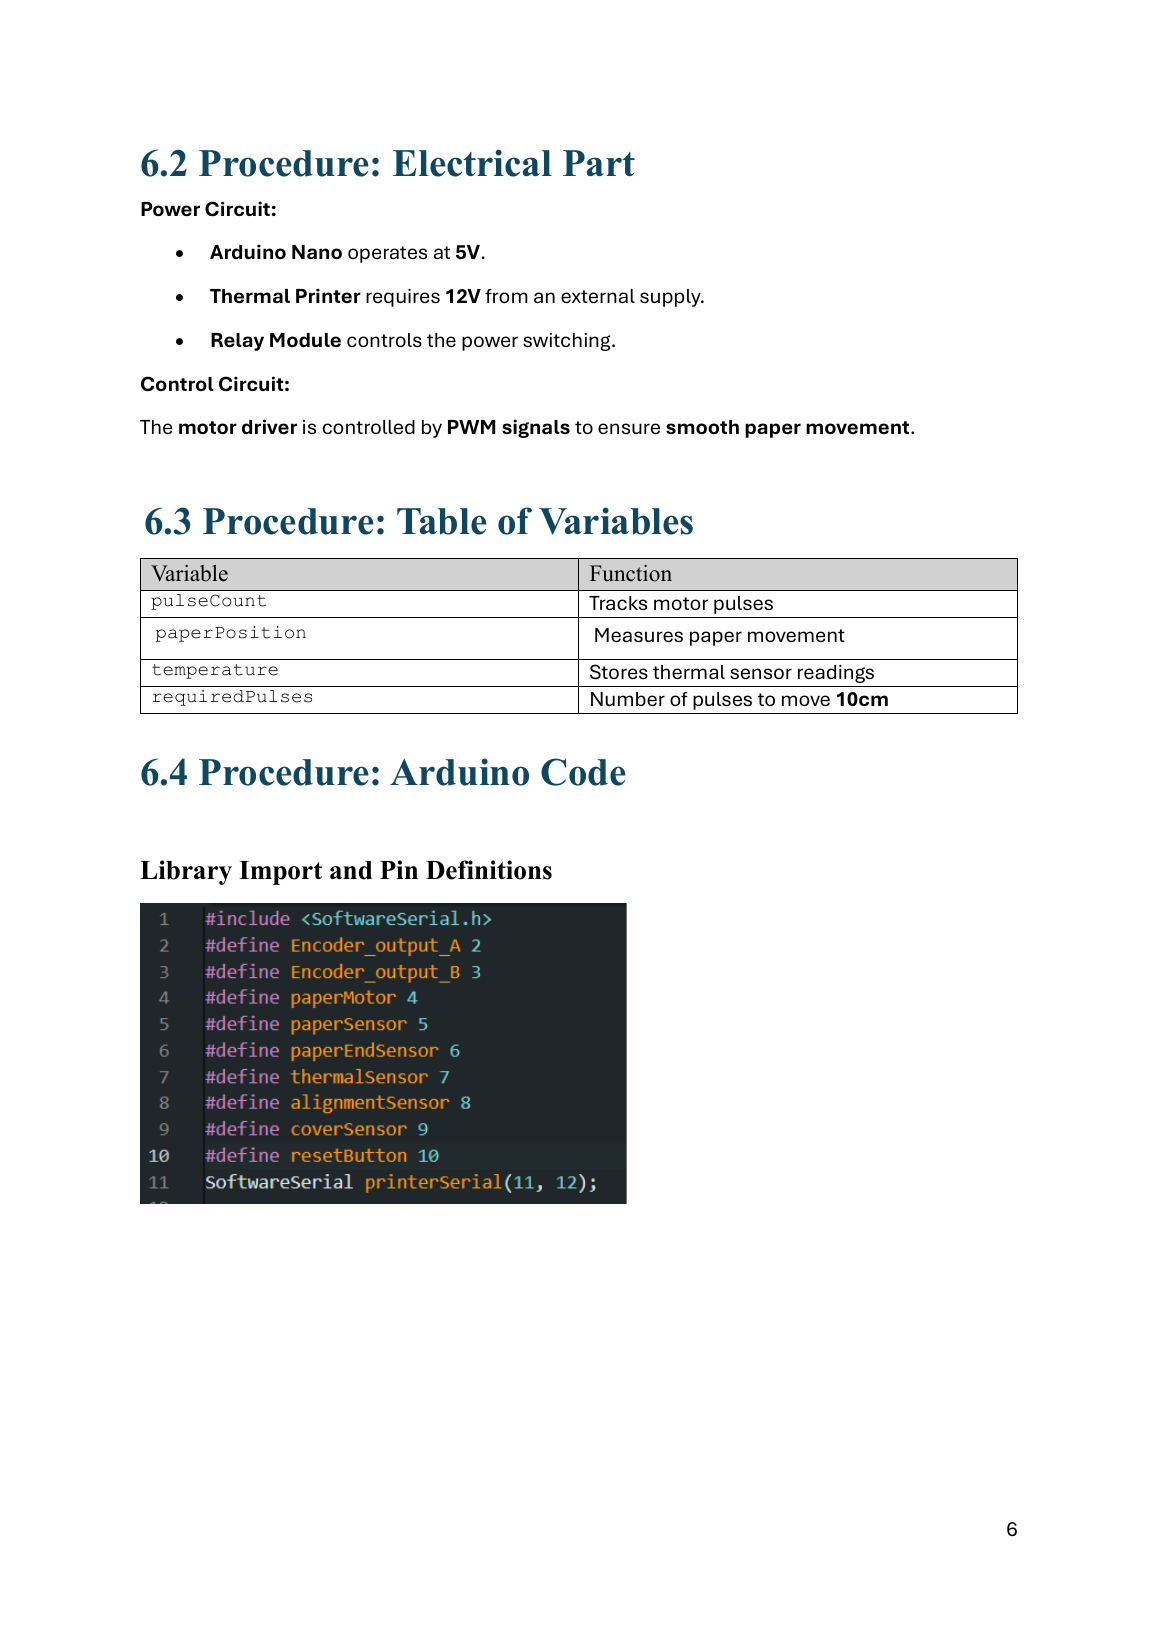 6.2 Procedure: Electrical Part
Power Circuit:
• Arduino Nano operates at 5V.
• Thermal Printer requires 12V from an external supply.
• Relay Module controls the power switching.
Control Circuit:
The motor driver is controlled by PWM signals to ensure smooth paper movement.
6.3 Procedure: Table of Variables
Variable Function
pulseCount Tracks motor pulses
paperPosition Measures paper movement
temperature Stores thermal sensor readings
requiredPulses Number of pulses to move 10cm
6.4 Procedure: Arduino Code
Library Import and Pin Definitions
1 #include <SoftwareSerial.h>
2 #define Encoder_output_A 2
3 #define Encoder_output_B 3
4 #define paperMotor 4
5 #define paperSensor 5
6 #define paperEndSensor 6
7 #define thermalSensor 7
8 #define alignmentSensor 8
9 #define coverSensor 9
10 #define resetButton 10
11 SoftwareSerial printerSerial(11, 12);
6